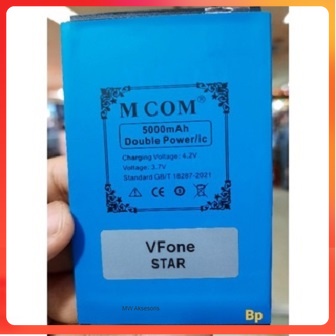 M COM®
5000mAh
Double Power/ic
Charging Voltage: 4.2V
Voltage: 3.7V
Standard GB/T 18287-2021
CE
VFone
STAR
Bp